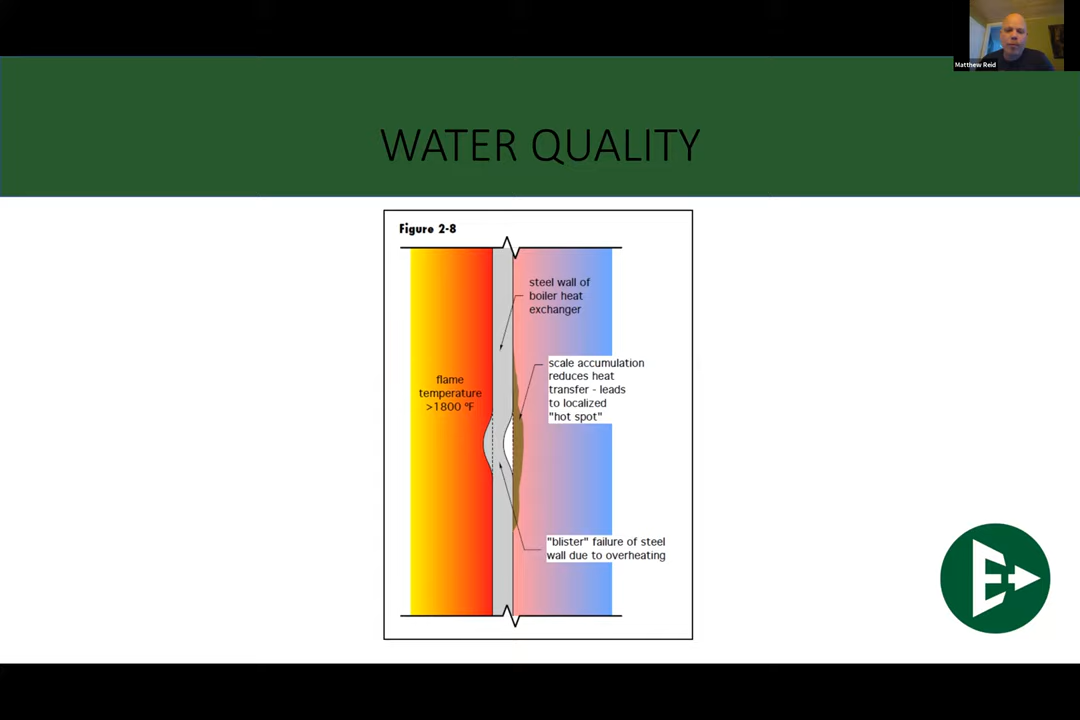 Matthew Reid
WATER QUALITY
Figure 2-8
steel wall of
boiler heat
exchanger
scale accumulation
reduces heat
transfer - leads
to localized
"hot spot"
flame
temperature
>1800 ºF
"blister" failure of steel
wall due to overheating
E